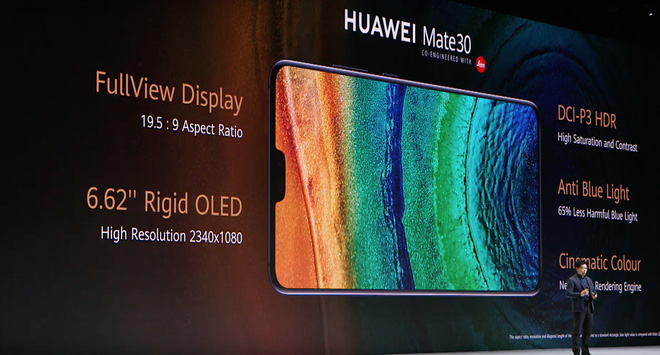 HUAWEI Mate30
CO-ENGINEERED WITH Leica
FullView Display
19.5 : 9 Aspect Ratio
6.62" Rigid OLED
High Resolution 2340x1080
DCI-P3 HDR
High Saturation and Contrast
Anti Blue Light
65% Less Harmful Blue Light
Cinematic Colour
Rendering Engine